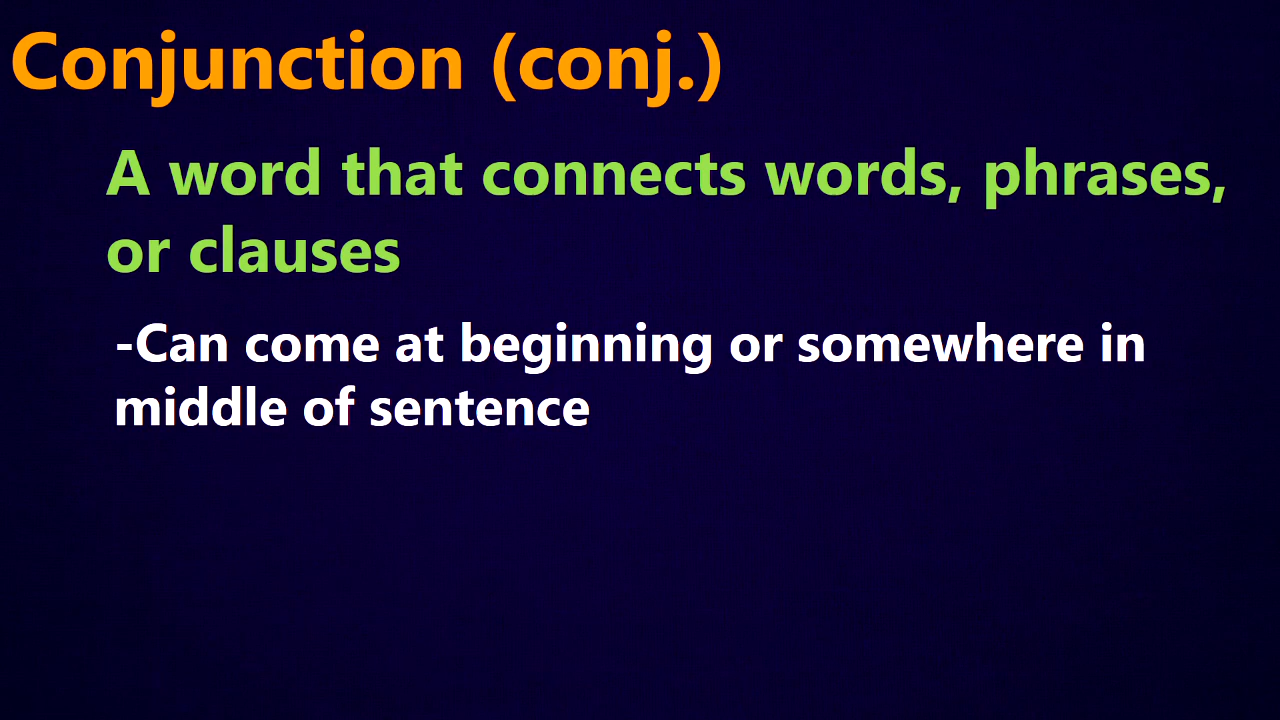 Conjunction (conj.)
A word that connects words, phrases,
or clauses
-Can come at beginning or somewhere in
middle of sentence